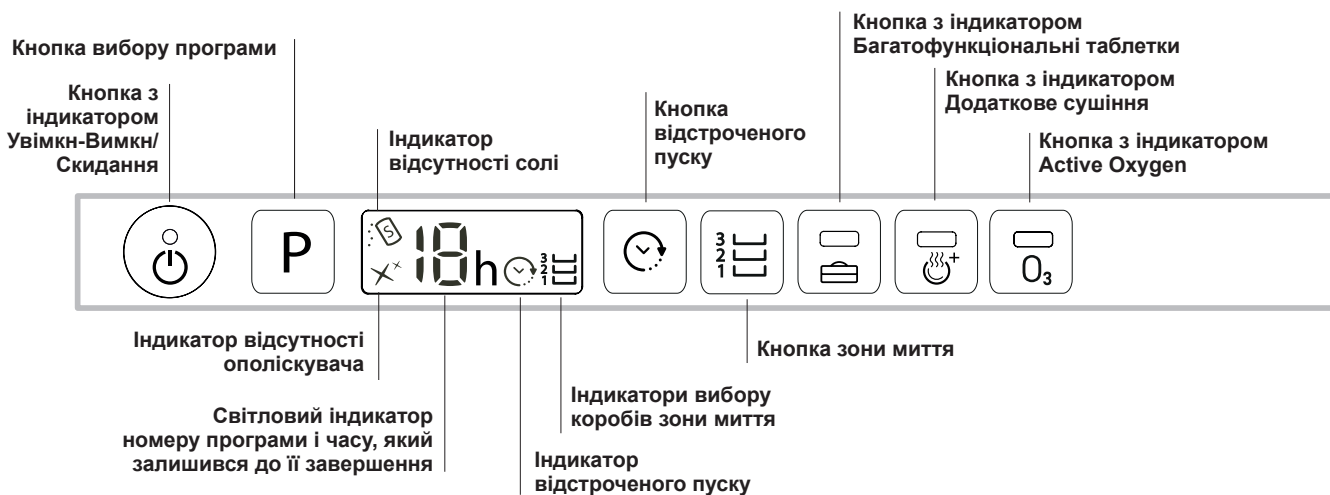 Кнопка з індикатором
Багатофункціональні таблетки
Кнопка вибору програми
Кнопка з індикатором
Додаткове сушіння
Кнопка з
індикатором
Увімкн-Вимкн/
Скидання
Кнопка
відстроченого
пуску
Індикатор
відсутності солі
Кнопка з індикатором
Active Oxygen
P
S
18h
3
2
1
3
2
1
+
O3
Індикатор відсутності
ополіскувача
Кнопка зони миття
Індикатори вибору
коробів зони миття
Світловий індикатор
номеру програми і часу, який
залишився до її завершення
Індикатор
відстроченого пуску